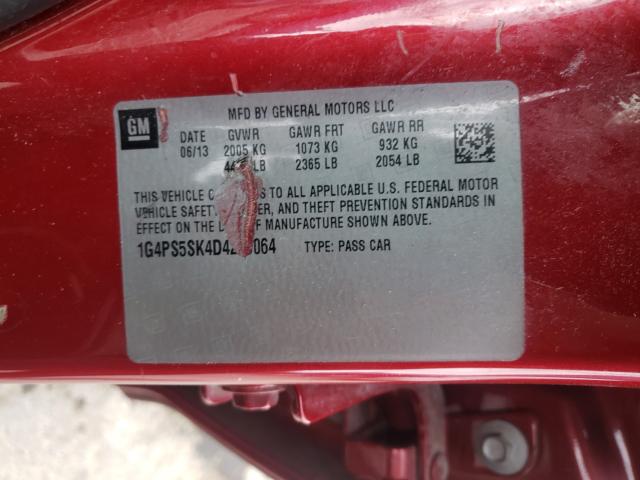 GM
MFD BY GENERAL MOTORS LLC
DATE GVWR GAWR FRT GAWR RR
06/13 2005 KG 1073 KG 932 KG
LB 2365 LB 2054 LB
THIS VEHICLE TO ALL APPLICABLE U.S. FEDERAL MOTOR
VEHICLE AND THEFT PREVENTION STANDARDS IN
EFFECT ON THE OF MANUFACTURE SHOWN ABOVE.
TYPE: PASS CAR